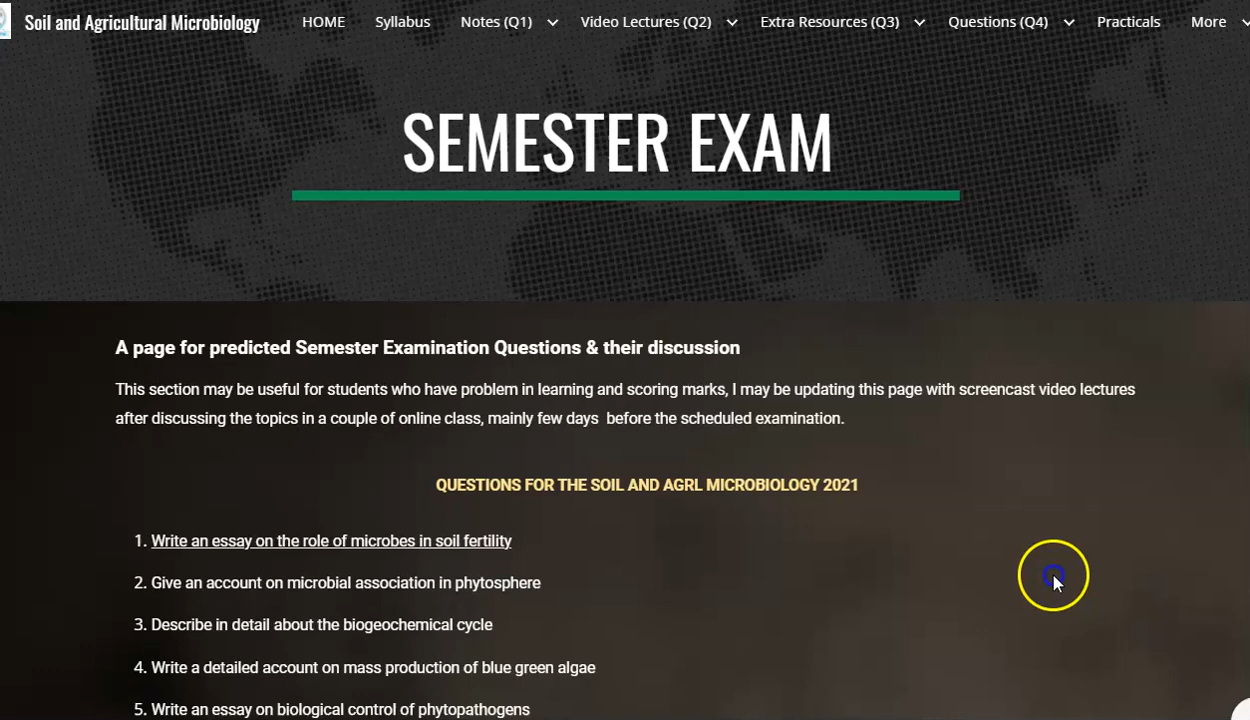 Soil and Agricultural Microbiology HOME Syllabus Notes (Q1) Video Lectures (Q2) Extra Resources (Q3) Questions (Q4) Practicals More
SEMESTER EXAM
A page for predicted Semester Examination Questions & their discussion
This section may be useful for students who have problem in learning and scoring marks, I may be updating this page with screencast video lectures
after discussing the topics in a couple of online class, mainly few days before the scheduled examination.
QUESTIONS FOR THE SOIL AND AGRL MICROBIOLOGY 2021
1. Write an essay on the role of microbes in soil fertility
2. Give an account on microbial association in phytosphere
3. Describe in detail about the biogeochemical cycle
4. Write a detailed account on mass production of blue green algae
5. Write an essay on biological control of phytopathogens